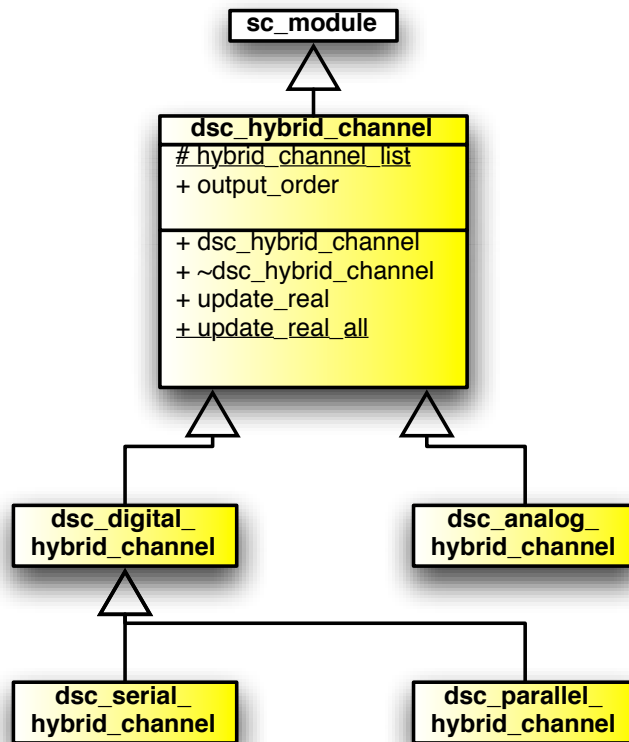 sc_module
dsc_hybrid_channel
# hybrid_channel_list
+ output_order
+ dsc_hybrid_channel
+ ~dsc_hybrid_channel
+ update_real
+ update_real_all
dsc_digital_
hybrid_channel
dsc_analog_
hybrid_channel
dsc_serial_
hybrid_channel
dsc_parallel_
hybrid_channel